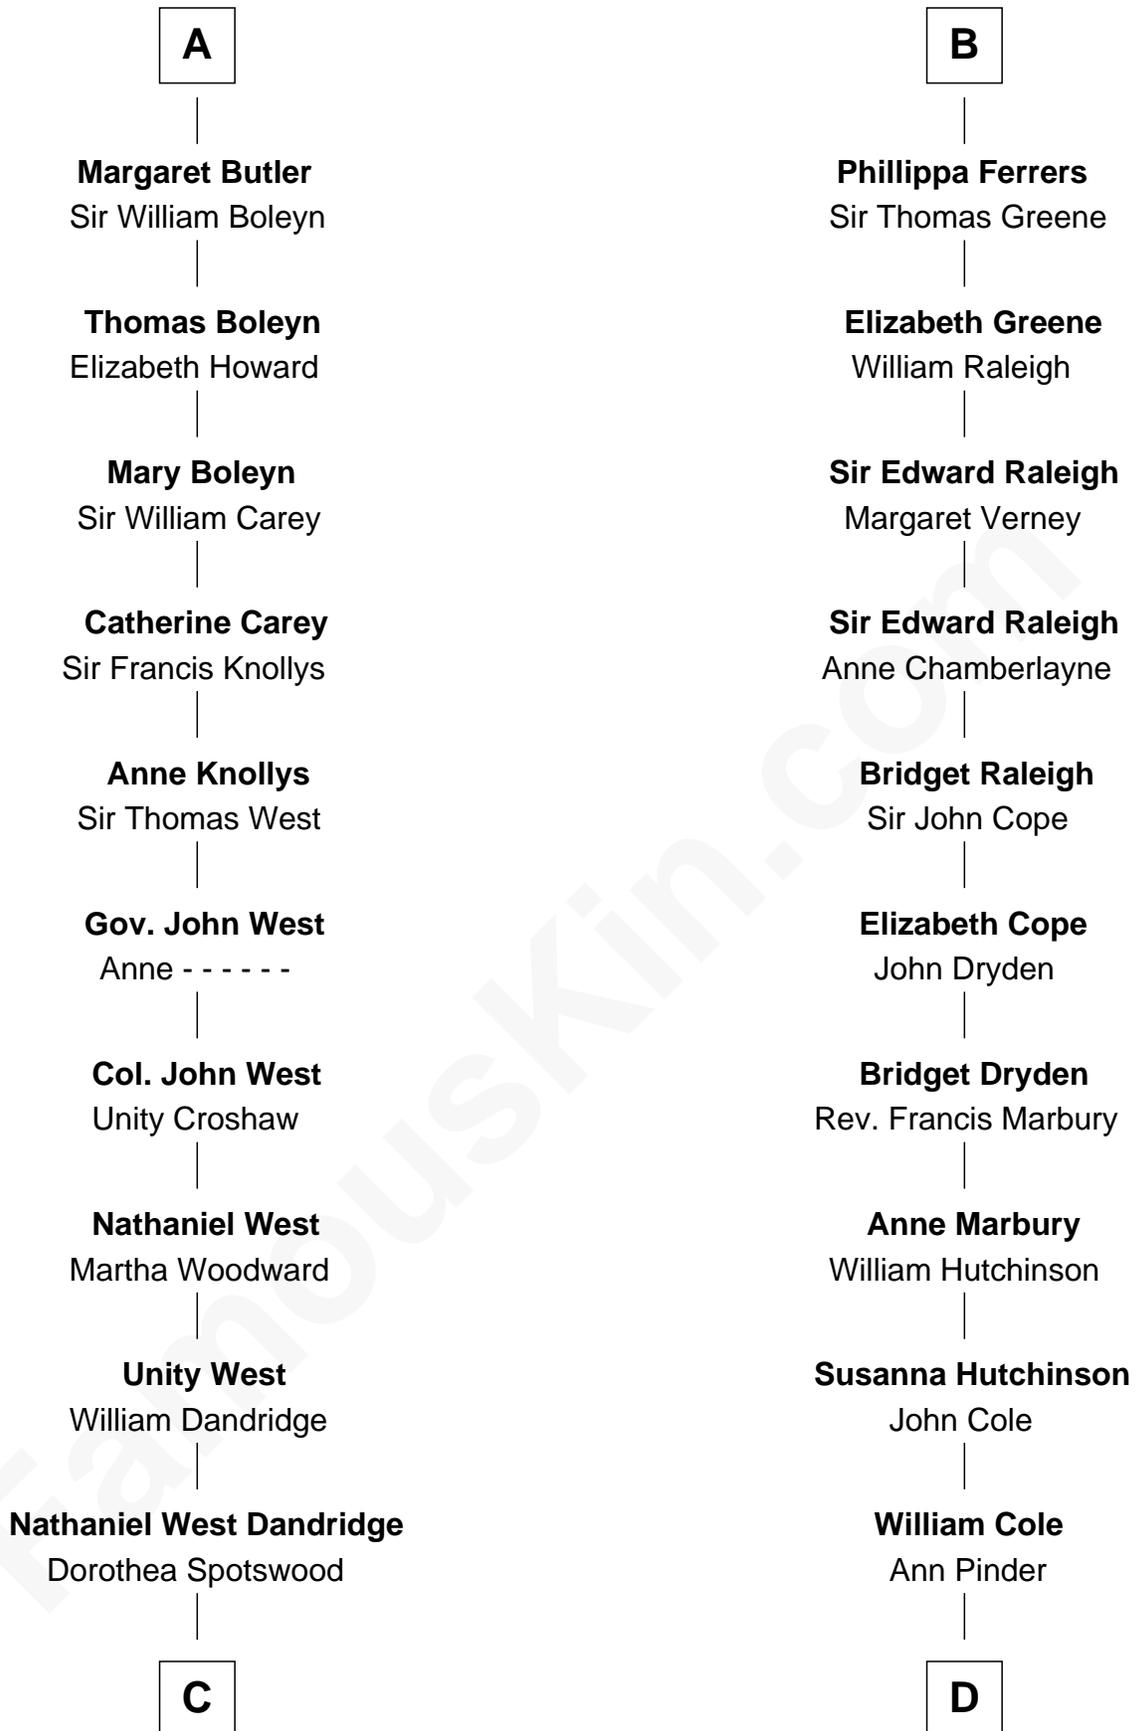 A
Margaret Butler
Sir William Boleyn
Thomas Boleyn
Elizabeth Howard
Mary Boleyn
Sir William Carey
Catherine Carey
Sir Francis Knollys
Anne Knollys
Sir Thomas West
Gov. John West
Anne - - - - - -
Col. John West
Unity Croshaw
Nathaniel West
Martha Woodward
Unity West
William Dandridge
Nathaniel West Dandridge
Dorothea Spotswood
C
B
Phillippa Ferrers
Sir Thomas Greene
Elizabeth Greene
William Raleigh
Sir Edward Raleigh
Margaret Verney
Sir Edward Raleigh
Anne Chamberlayne
Bridget Raleigh
Sir John Cope
Elizabeth Cope
John Dryden
Bridget Dryden
Rev. Francis Marbury
Anne Marbury
William Hutchinson
Susanna Hutchinson
John Cole
William Cole
Ann Pinder
D
FamousKin.com